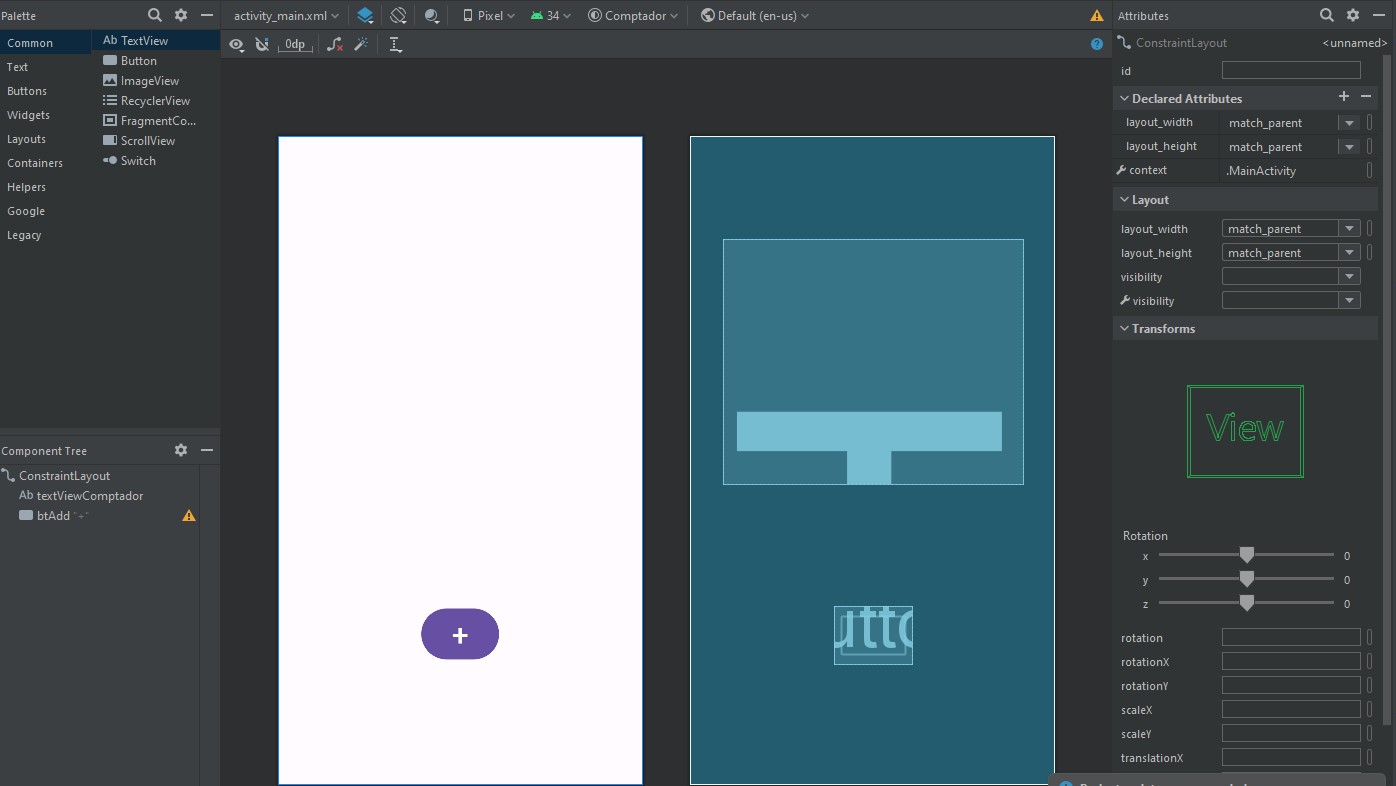 Palette
activity_main.xml
Pixel
34
Comptador
Default (en-us)
Attributes
Common
Text
Buttons
Widgets
Layouts
Containers
Helpers
Google
Legacy
Ab TextView
Button
ImageView
RecyclerView
FragmentCo...
ScrollView
Switch
0dp
?
ConstraintLayout
<unnamed>
id
Declared Attributes
layout_width match_parent
layout_height match_parent
context .MainActivity
Layout
layout_width match_parent
layout_height match_parent
visibility
visibility
Transforms
View
Rotation
x 0
y 0
z 0
rotation
rotationX
rotationY
scaleX
scaleY
translationX
Component Tree
ConstraintLayout
Ab textViewComptador
btAdd "+"
+
utto